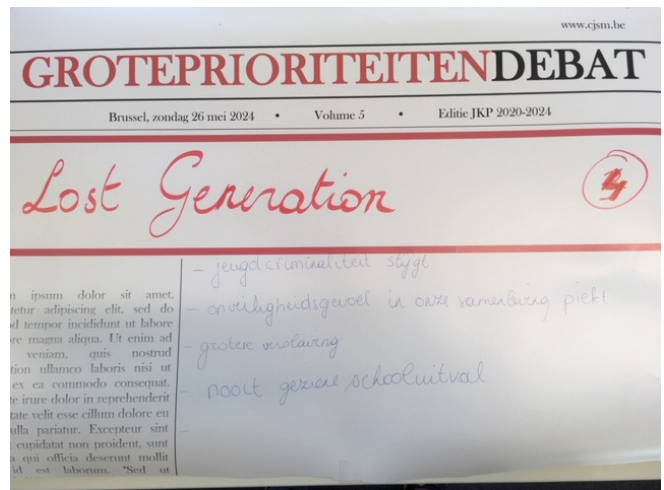 www.cjsm.be
GROTEPRIORITEITENDEBAT
Brussel, zondag 26 mei 2024 • Volume 5 • Editie JKP 2020-2024
Lost Generation
4
- jeugdcriminaliteit stijgt
- onveiligheidsgevoel in onze samenleving piekt
- grotere verslaving
- nooit geziene schooluitval
-
ipsum dolor sit amet,
tetur adipiscing elit, sed do
d tempor incididunt ut labore
re magna aliqua. Ut enim ad
veniam, quis nostrud
tion ullamco laboris nisi ut
ex ea commodo consequat.
e irure dolor in reprehenderit
tate velit esse cillum dolore eu
ulla pariatur. Excepteur sint
cupidatat non proident, sunt
a qui officia deserunt mollit
id est laborum. "Sed ut